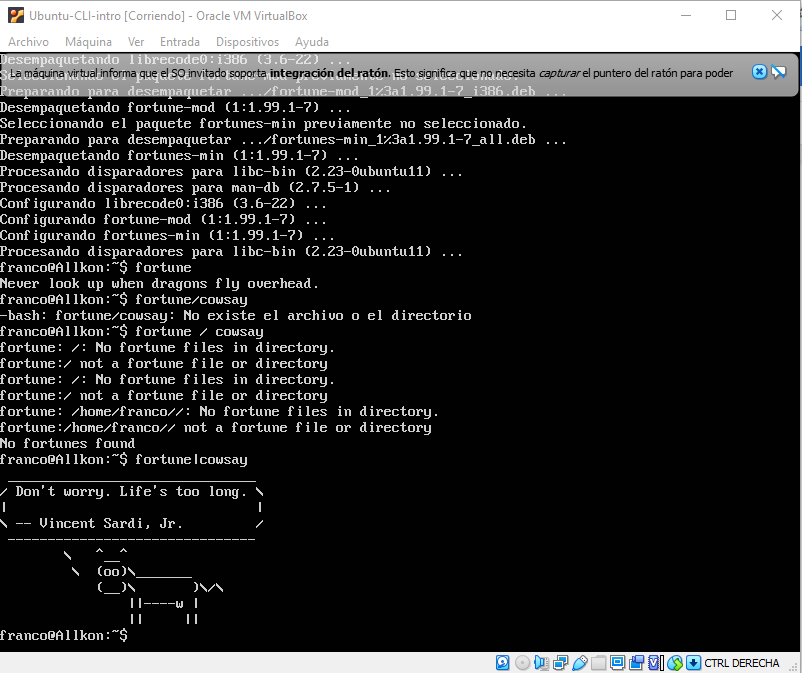 Ubuntu-CLI-intro [Corriendo] - Oracle VM VirtualBox
Archivo Máquina Ver Entrada Dispositivos Ayuda
Desempaquetando librecode0:i386 (3.6-22) ...
La máquina virtual informa que el SO invitado soporta integración del ratón. Esto significa que no necesita capturar el puntero del ratón para poder
Preparando para desempaquetar .../fortune-mod_1%3a1.99.1-7_i386.deb ...
Desempaquetando fortune-mod (1:1.99.1-7) ...
Seleccionando el paquete fortunes-min previamente no seleccionado.
Preparando para desempaquetar .../fortunes-min_1%3a1.99.1-7_all.deb ...
Desempaquetando fortunes-min (1:1.99.1-7) ...
Procesando disparadores para libc-bin (2.23-0ubuntu11) ...
Procesando disparadores para man-db (2.7.5-1) ...
Configurando librecode0:i386 (3.6-22) ...
Configurando fortune-mod (1:1.99.1-7) ...
Configurando fortunes-min (1:1.99.1-7) ...
Procesando disparadores para libc-bin (2.23-0ubuntu11) ...
franco@Allkon:~$ fortune
Never look up when dragons fly overhead.
franco@Allkon:~$ fortune/cowsay
-bash: fortune/cowsay: No existe el archivo o el directorio
franco@Allkon:~$ fortune / cowsay
fortune: /: No fortune files in directory.
fortune:/ not a fortune file or directory
fortune: /: No fortune files in directory.
fortune:/ not a fortune file or directory
fortune: /home/franco//: No fortune files in directory.
fortune:/home/franco// not a fortune file or directory
No fortunes found
franco@Allkon:~$ fortune|cowsay
 _______________________________
/ Don't worry. Life's too long. \
|                               |
\ -- Vincent Sardi, Jr.         /
 -------------------------------
        \   ^__^
         \  (oo)\_______
            (__)\       )\/\
                ||----w |
                ||     ||
franco@Allkon:~$
CTRL DERECHA